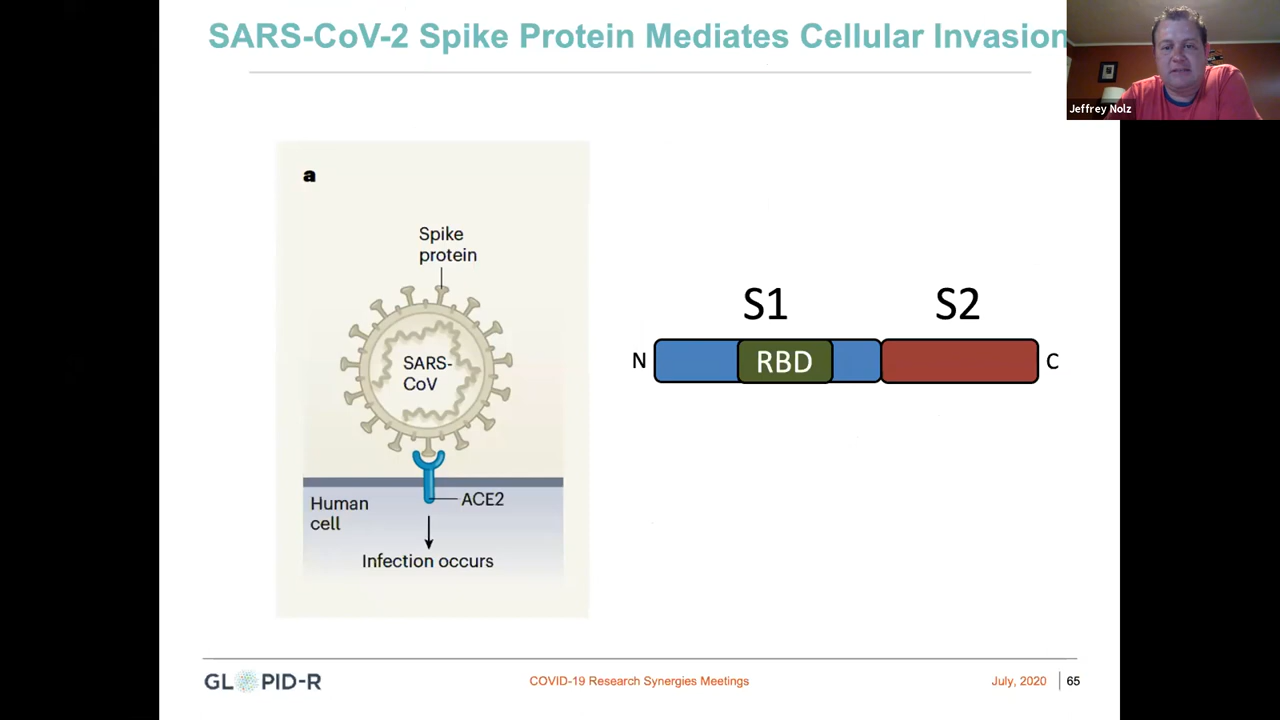 SARS-CoV-2 Spike Protein Mediates Cellular Invasion
Jeffrey Nolz
a
Spike
protein
SARS-
CoV
ACE2
Human
cell
Infection occurs
S1
S2
N
RBD
C
GL PID-R
COVID-19 Research Synergies Meetings
July, 2020
65